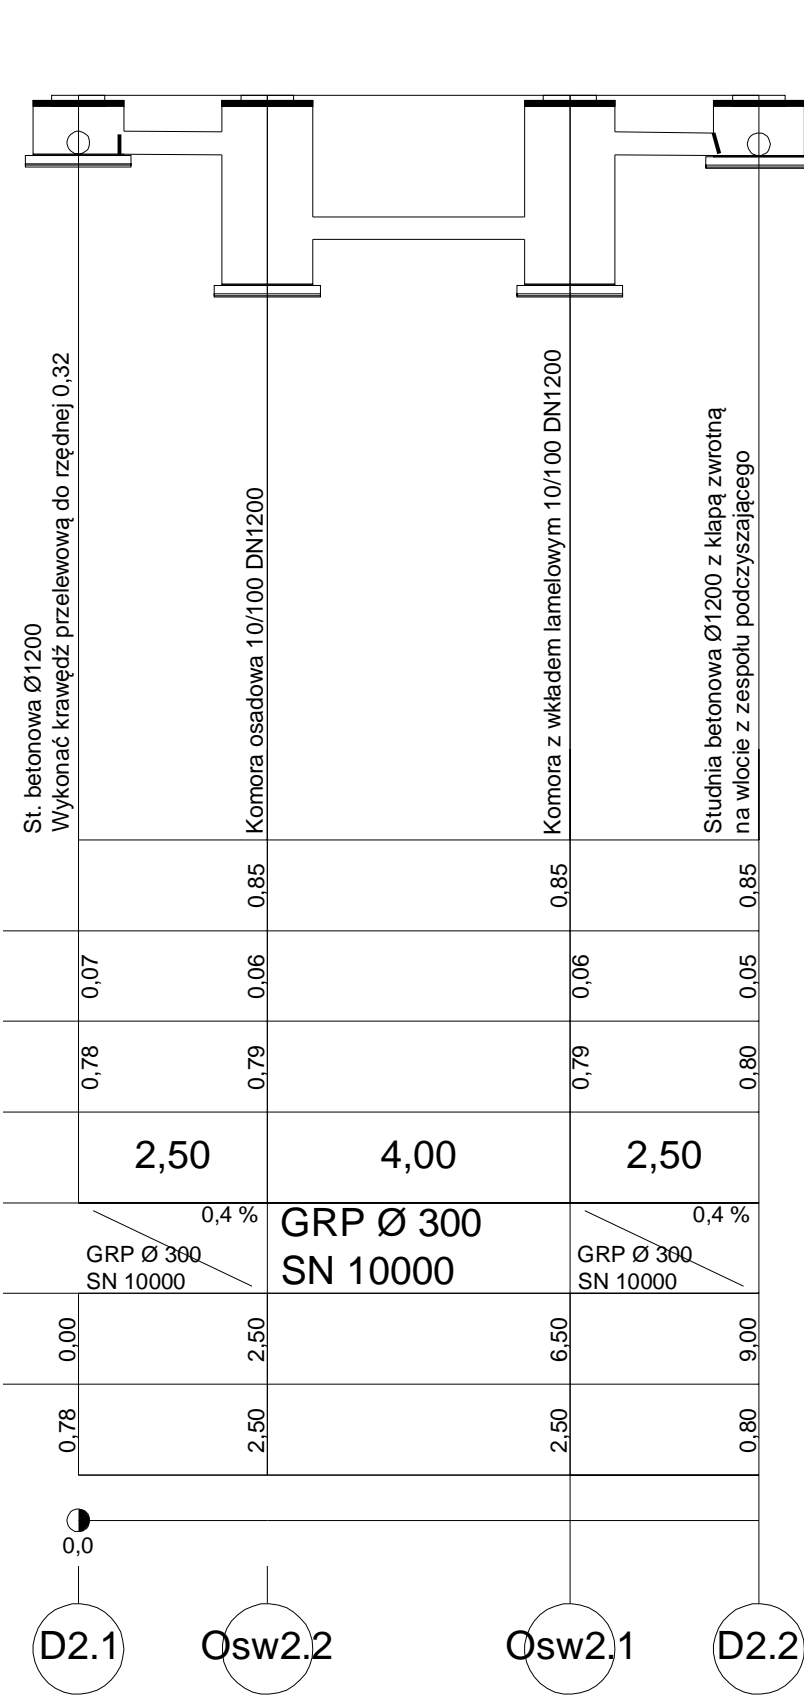 St. betonowa Ø1200
Wykonać krawędź przelewową do rzędnej 0,32
Komora osadowa 10/100 DN1200
Komora z wkładem lamelowym 10/100 DN1200
Studnia betonowa Ø1200 z klapą zwrotną
na wlocie z zespołu podczyszającego
0,85 0,85 0,85
0,07 0,06 0,06 0,05
0,78 0,79 0,79 0,80
2,50 4,00 2,50
0,4 % GRP Ø 300 0,4 %
GRP Ø 300 SN 10000 GRP Ø 300
SN 10000 SN 10000
0,00 2,50 6,50 9,00
0,78 2,50 2,50 0,80
0,0
D2.1 Osw2.2 Osw2.1 D2.2